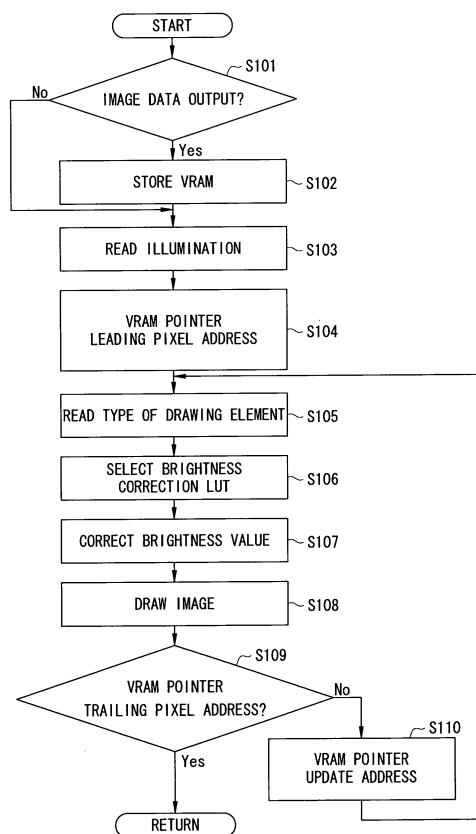 START
S101
IMAGE DATA OUTPUT?
No
Yes
STORE VRAM
S102
READ ILLUMINATION
S103
VRAM POINTER
LEADING PIXEL ADDRESS
S104
READ TYPE OF DRAWING ELEMENT
S105
SELECT BRIGHTNESS
CORRECTION LUT
S106
CORRECT BRIGHTNESS VALUE
S107
DRAW IMAGE
S108
S109
VRAM POINTER
TRAILING PIXEL ADDRESS?
No
Yes
S110
VRAM POINTER
UPDATE ADDRESS
RETURN